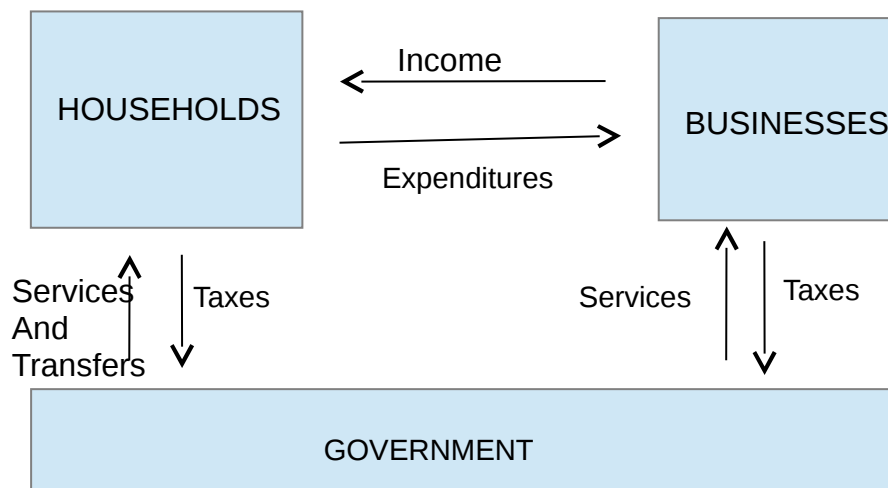 Income
HOUSEHOLDS
BUSINESSES
Expenditures
Services
And
Transfers
Taxes
Services
Taxes
GOVERNMENT